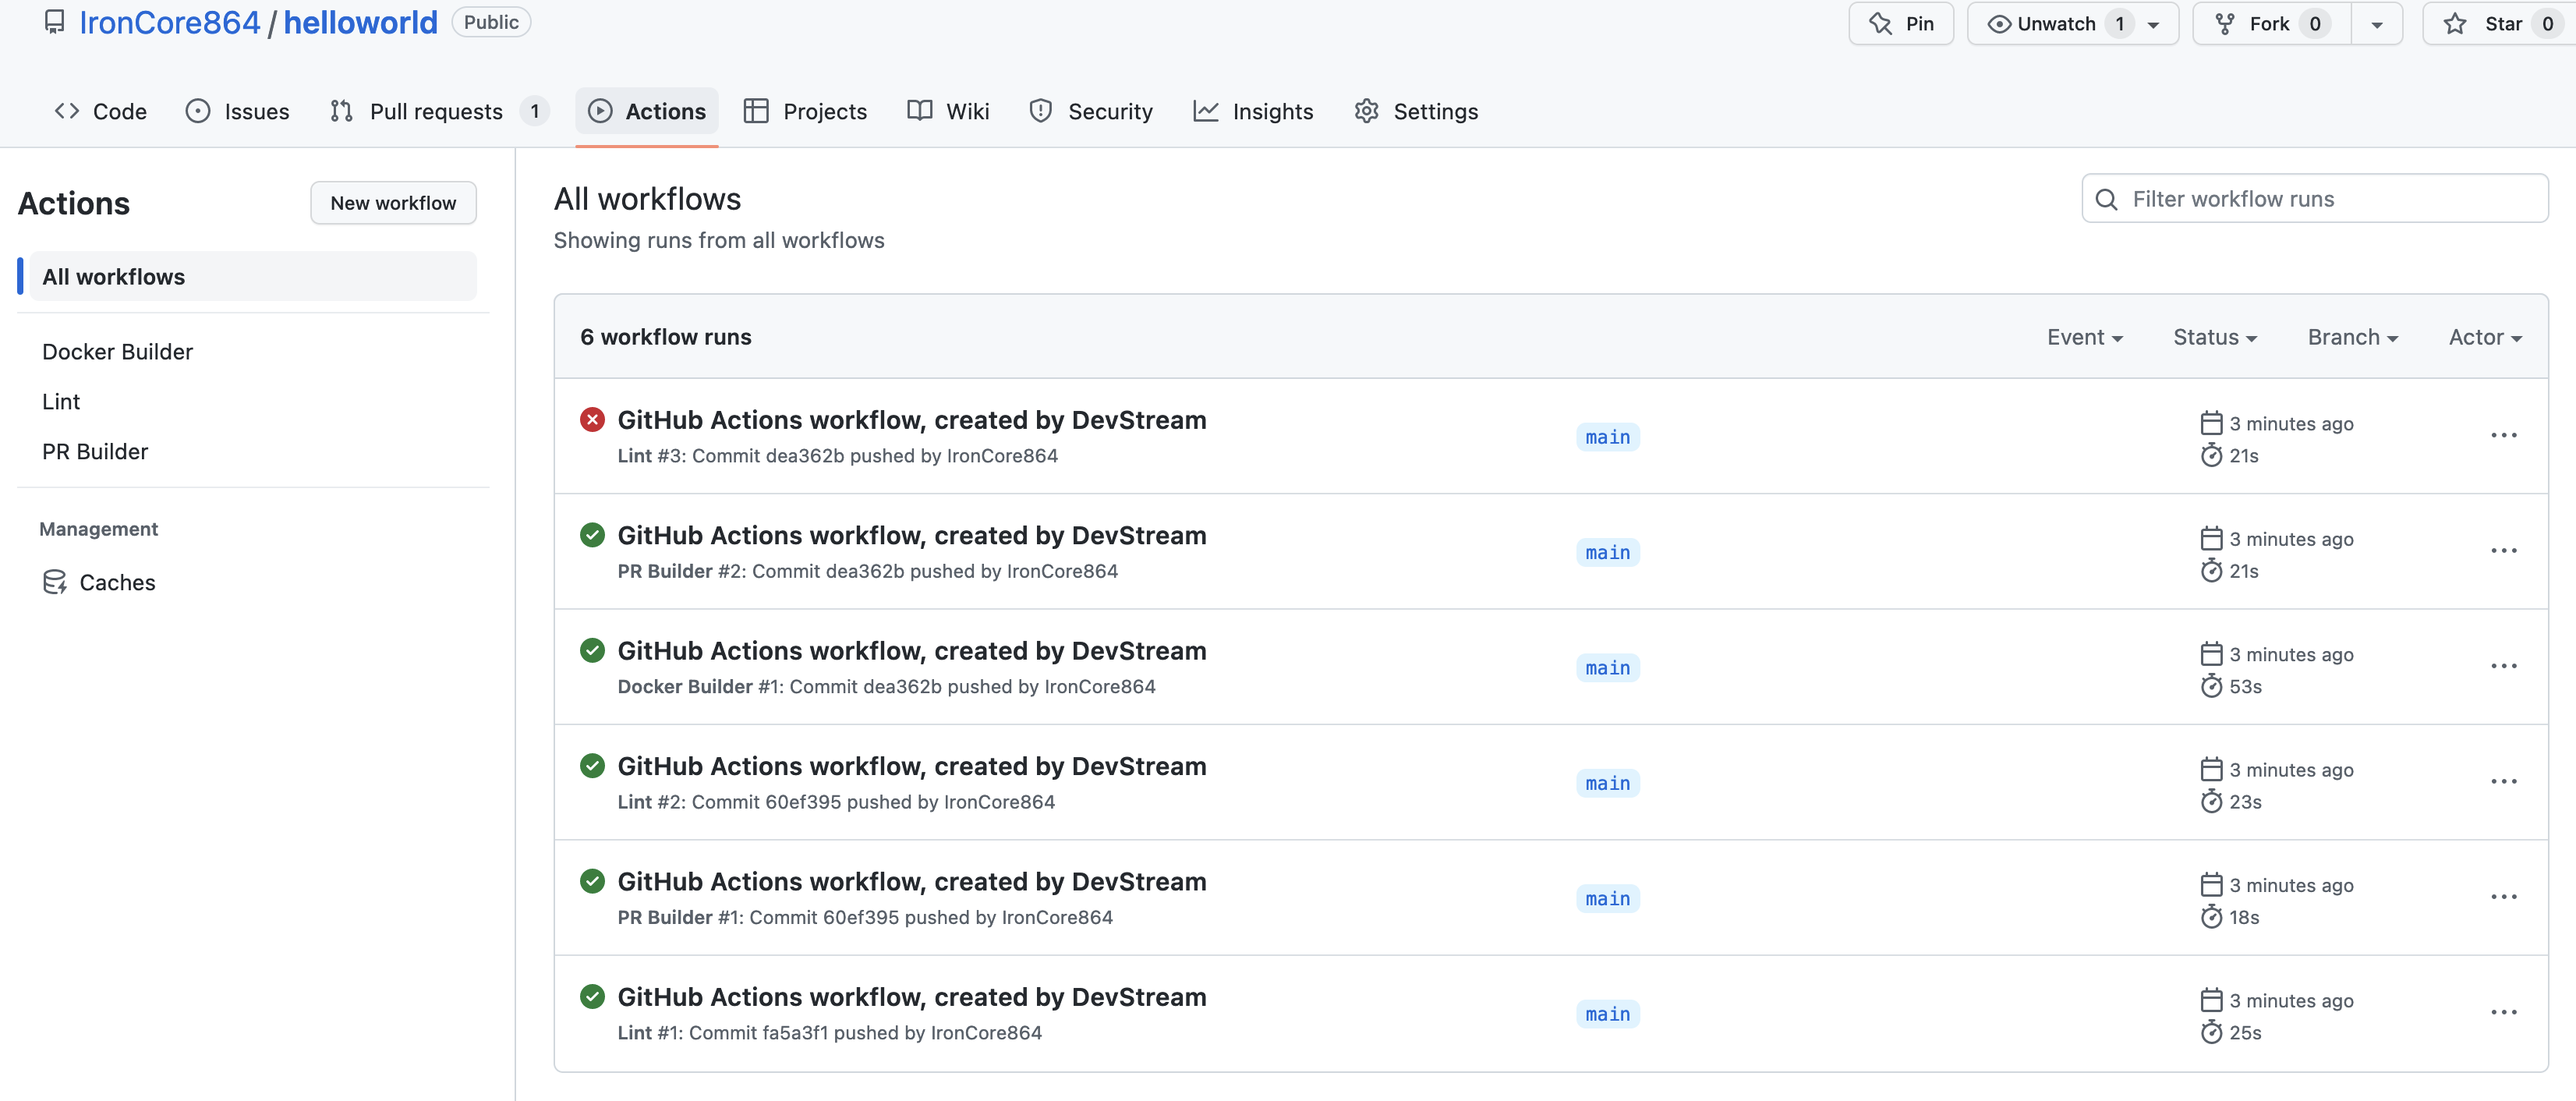 IronCore864 / helloworld Public Pin Unwatch 1 Fork 0 Star 0
Code Issues Pull requests 1 Actions Projects Wiki Security Insights Settings
Actions New workflow
All workflows
Docker Builder
Lint
PR Builder
Management
Caches
All workflows
Showing runs from all workflows
Filter workflow runs
6 workflow runs Event Status Branch Actor
GitHub Actions workflow, created by DevStream
Lint #3: Commit dea362b pushed by IronCore864
main
3 minutes ago
21s
GitHub Actions workflow, created by DevStream
PR Builder #2: Commit dea362b pushed by IronCore864
main
3 minutes ago
21s
GitHub Actions workflow, created by DevStream
Docker Builder #1: Commit dea362b pushed by IronCore864
main
3 minutes ago
53s
GitHub Actions workflow, created by DevStream
Lint #2: Commit 60ef395 pushed by IronCore864
main
3 minutes ago
23s
GitHub Actions workflow, created by DevStream
PR Builder #1: Commit 60ef395 pushed by IronCore864
main
3 minutes ago
18s
GitHub Actions workflow, created by DevStream
Lint #1: Commit fa5a3f1 pushed by IronCore864
main
3 minutes ago
25s